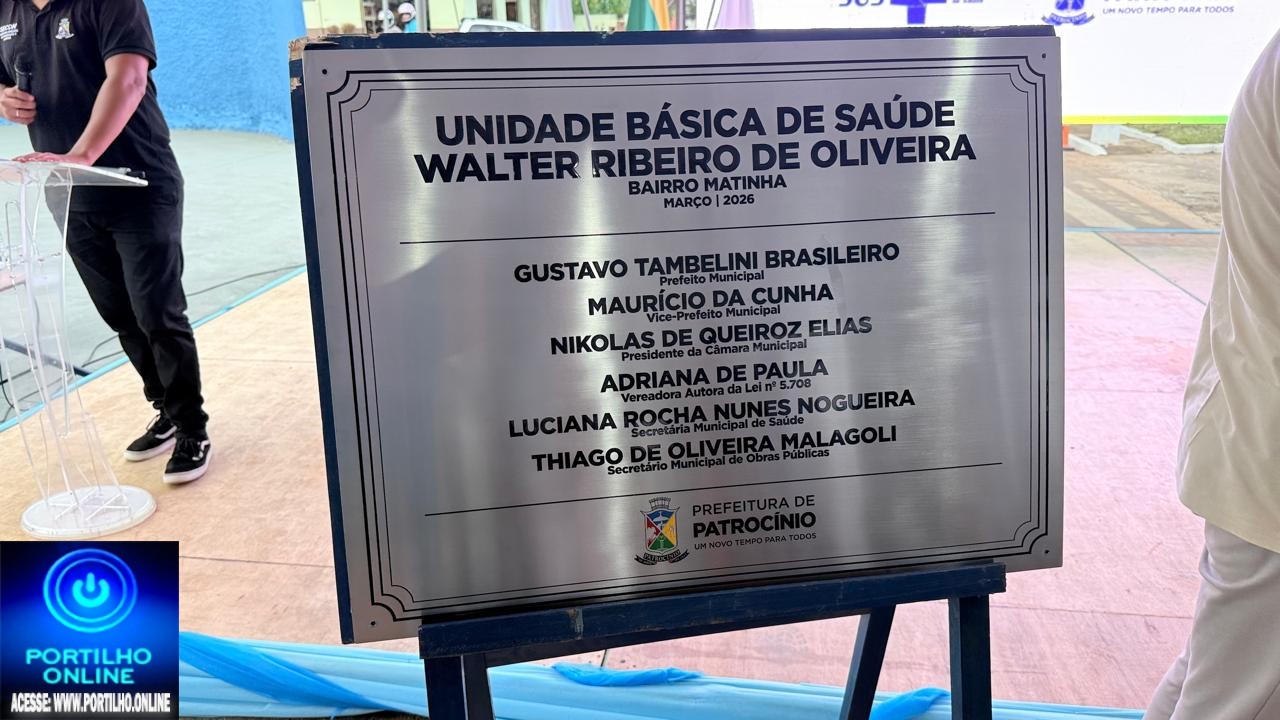 UM NOVO TEMPO PARA TODOS
UNIDADE BÁSICA DE SAÚDE
WALTER RIBEIRO DE OLIVEIRA
BAIRRO MATINHA
MARÇO | 2026
GUSTAVO TAMBELINI BRASILEIRO
Prefeito Municipal
MAURÍCIO DA CUNHA
Vice-Prefeito Municipal
NIKOLAS DE QUEIROZ ELIAS
Presidente da Câmara Municipal
ADRIANA DE PAULA
Vereadora Autora da Lei nº 5.708
LUCIANA ROCHA NUNES NOGUEIRA
Secretária Municipal de Saúde
THIAGO DE OLIVEIRA MALAGOLI
Secretário Municipal de Obras Públicas
PREFEITURA DE
PATROCÍNIO
UM NOVO TEMPO PARA TODOS
PATROCÍNIO
PORTILHO
ONLINE
ACESSE: WWW.PORTILHO.ONLINE